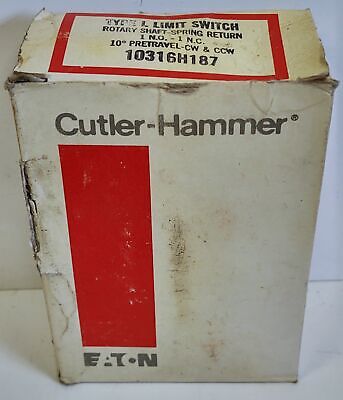 TYPE L LIMIT SWITCH
ROTARY SHAFT-SPRING RETURN
1 N.O. - 1 N.C.
10° PRETRAVEL-CW & CCW
10316H187
Cutler-Hammer®
EATON